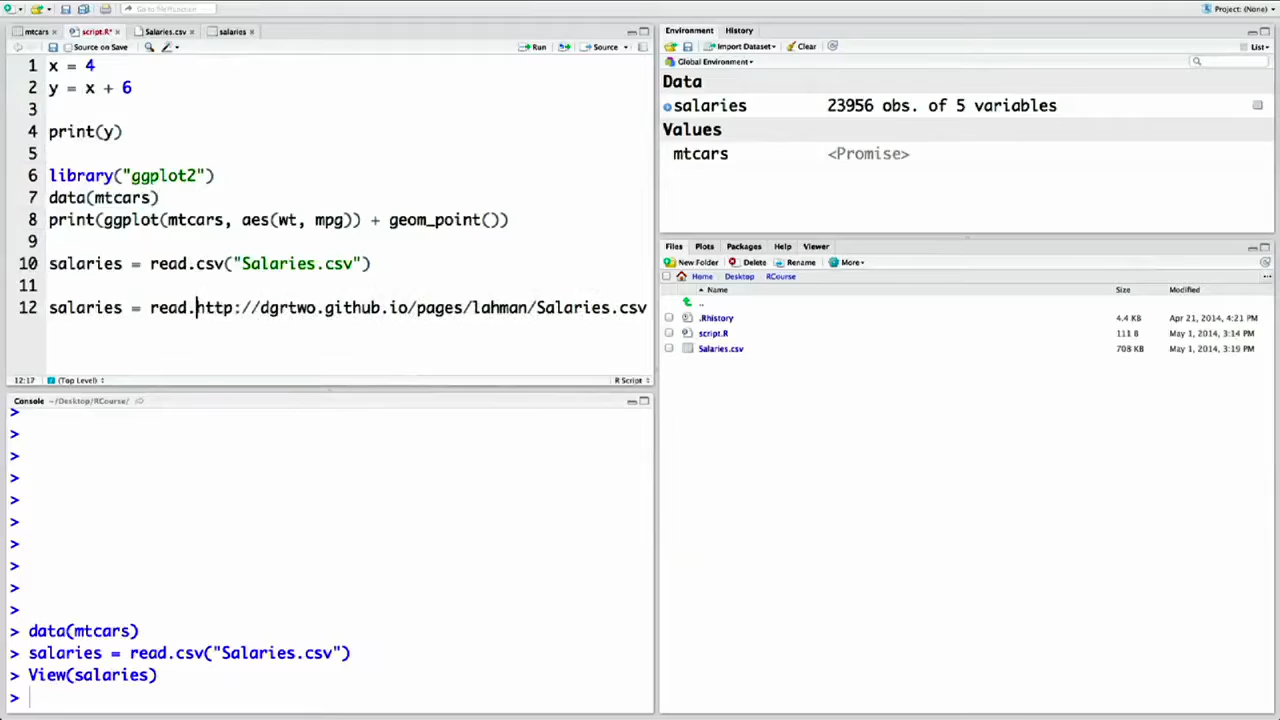 Go to file/function
Project: (None)
mtcars
script.R*
Salaries.csv
salaries
Source on Save
Run
Source
1 x = 4
2 y = x + 6
3
4 print(y)
5
6 library("ggplot2")
7 data(mtcars)
8 print(ggplot(mtcars, aes(wt, mpg)) + geom_point())
9
10 salaries = read.csv("Salaries.csv")
11
12 salaries = read.http://dgrtwo.github.io/pages/lahman/Salaries.csv
12:17 (Top Level) R Script
Console ~/Desktop/RCourse/
>
>
>
>
>
>
>
>
>
>
> data(mtcars)
> salaries = read.csv("Salaries.csv")
> View(salaries)
>
Environment History
Import Dataset Clear List
Global Environment
Data
salaries 23956 obs. of 5 variables
Values
mtcars <Promise>
Files Plots Packages Help Viewer
New Folder Delete Rename More
Home Desktop RCourse
Name Size Modified
..
.Rhistory 4.4 KB Apr 21, 2014, 4:21 PM
script.R 111 B May 1, 2014, 3:14 PM
Salaries.csv 708 KB May 1, 2014, 3:19 PM